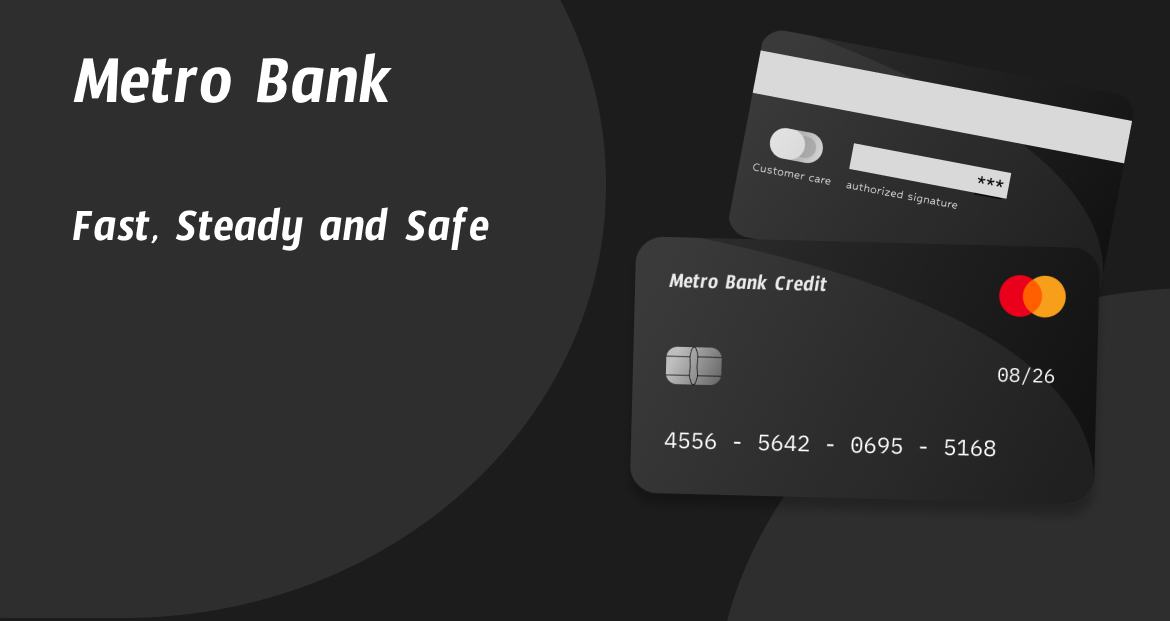 Metro Bank
Fast, Steady and Safe
***
Customer care
authorized signature
Metro Bank Credit
08/26
4556 - 5642 - 0695 - 5168